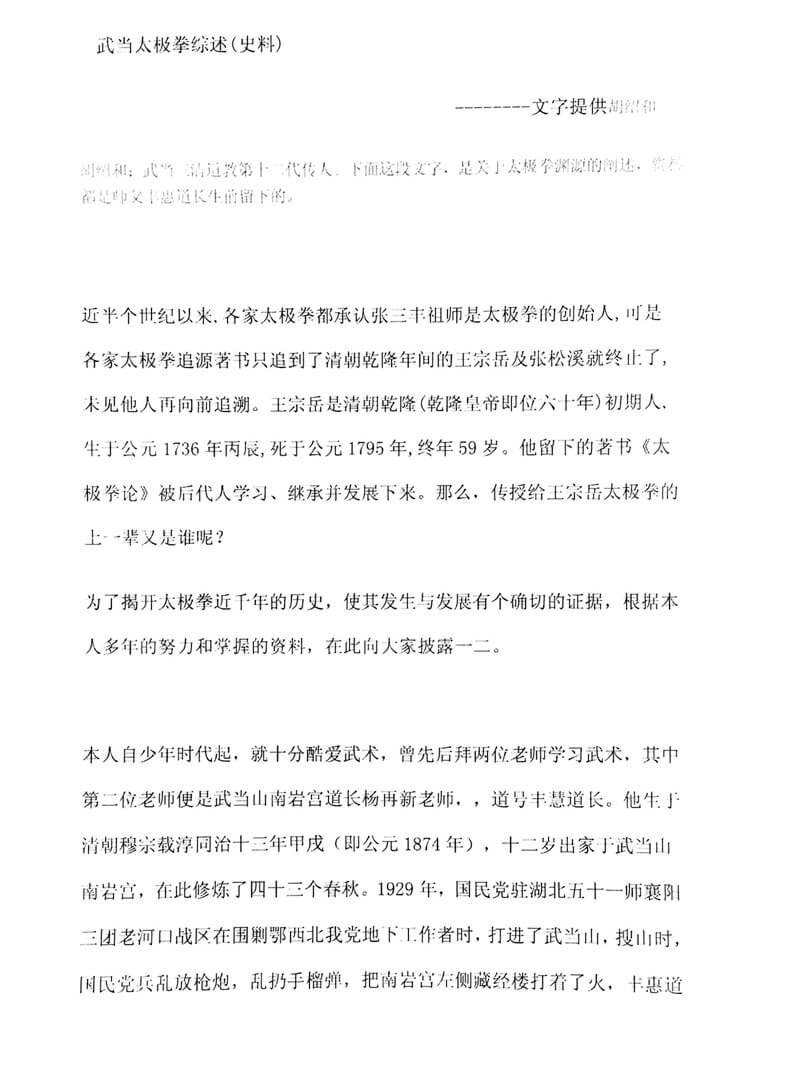 武当太极拳综述(史料)
--------文字提供胡绍和
胡绍和：武当三清道教第十二代传人。下面这段文字，是关于太极拳渊源的阐述，资料
都是师父丰惠道长生前留下的。
近半个世纪以来,各家太极拳都承认张三丰祖师是太极拳的创始人,可是
各家太极拳追源著书只追到了清朝乾隆年间的王宗岳及张松溪就终止了,
未见他人再向前追溯。王宗岳是清朝乾隆(乾隆皇帝即位六十年)初期人,
生于公元1736年丙辰,死于公元1795年,终年59岁。他留下的著书《太
极拳论》被后代人学习、继承并发展下来。那么，传授给王宗岳太极拳的
上一辈又是谁呢?
为了揭开太极拳近千年的历史，使其发生与发展有个确切的证据，根据本
人多年的努力和掌握的资料，在此向大家披露一二。
本人自少年时代起，就十分酷爱武术，曾先后拜两位老师学习武术，其中
第二位老师便是武当山南岩宫道长杨再新老师，，道号丰慧道长。他生于
清朝穆宗载淳同治十三年甲戌（即公元1874年），十二岁出家于武当山
南岩宫，在此修炼了四十三个春秋。1929年，国民党驻湖北五十一师襄阳
三团老河口战区在围剿鄂西北我党地下工作者时，打进了武当山，搜山时，
国民党兵乱放枪炮，乱扔手榴弹，把南岩宫左侧藏经楼打着了火，丰惠道